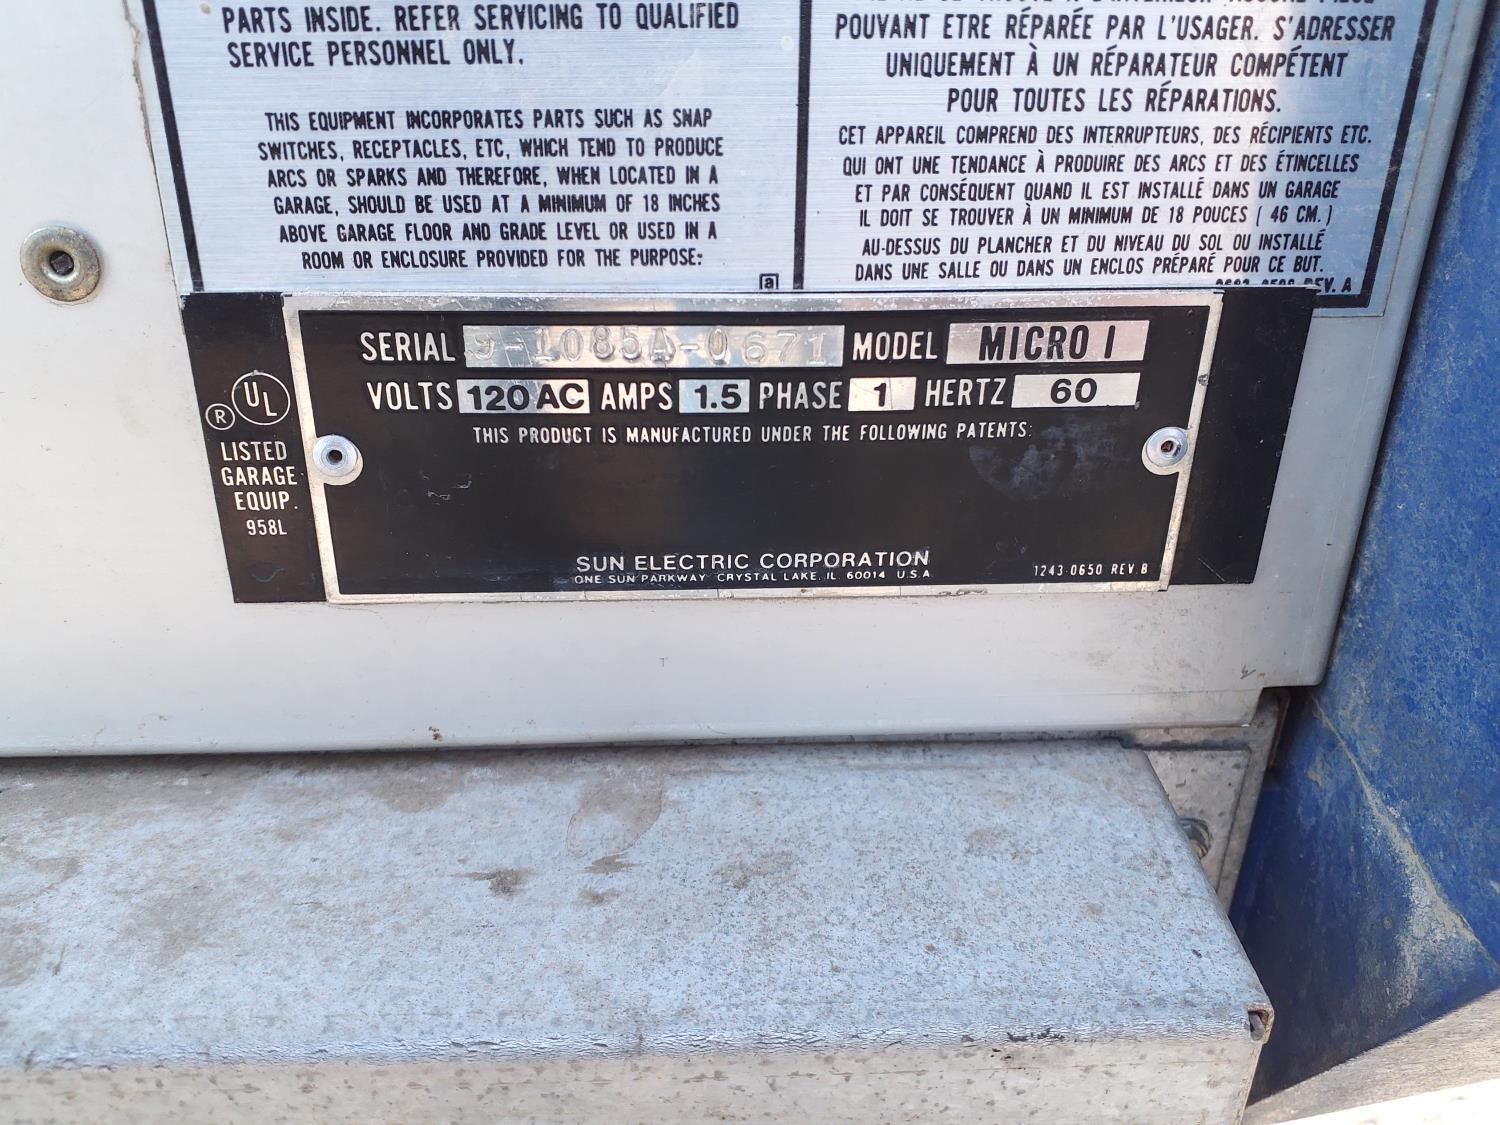 PARTS INSIDE. REFER SERVICING TO QUALIFIED
SERVICE PERSONNEL ONLY.
THIS EQUIPMENT INCORPORATES PARTS SUCH AS SNAP
SWITCHES, RECEPTACLES, ETC, WHICH TEND TO PRODUCE
ARCS OR SPARKS AND THEREFORE, WHEN LOCATED IN A
GARAGE, SHOULD BE USED AT A MINIMUM OF 18 INCHES
ABOVE GARAGE FLOOR AND GRADE LEVEL OR USED IN A
ROOM OR ENCLOSURE PROVIDED FOR THE PURPOSE:
a
POUVANT ETRE RÉPARÉE PAR L'USAGER. S'ADRESSER
UNIQUEMENT À UN RÉPARATEUR COMPÉTENT
POUR TOUTES LES RÉPARATIONS.
CET APPAREIL COMPREND DES INTERRUPTEURS, DES RÉCIPIENTS ETC.
QUI ONT UNE TENDANCE À PRODUIRE DES ARCS ET DES ÉTINCELLES
ET PAR CONSÉQUENT QUAND IL EST INSTALLÉ DANS UN GARAGE
IL DOIT SE TROUVER À UN MINIMUM DE 18 POUCES ( 46 CM.)
AU-DESSUS DU PLANCHER ET DU NIVEAU DU SOL OU INSTALLÉ
DANS UNE SALLE OU DANS UN ENCLOS PRÉPARÉ POUR CE BUT.
REV. A
SERIAL 9-1085A-0671 MODEL MICRO I
VOLTS 120 AC AMPS 1.5 PHASE 1 HERTZ 60
THIS PRODUCT IS MANUFACTURED UNDER THE FOLLOWING PATENTS:
SUN ELECTRIC CORPORATION
ONE SUN PARKWAY CRYSTAL LAKE, IL. 60014 U.S.A.
1243-0650 REV. B
® UL
LISTED
GARAGE
EQUIP.
958L